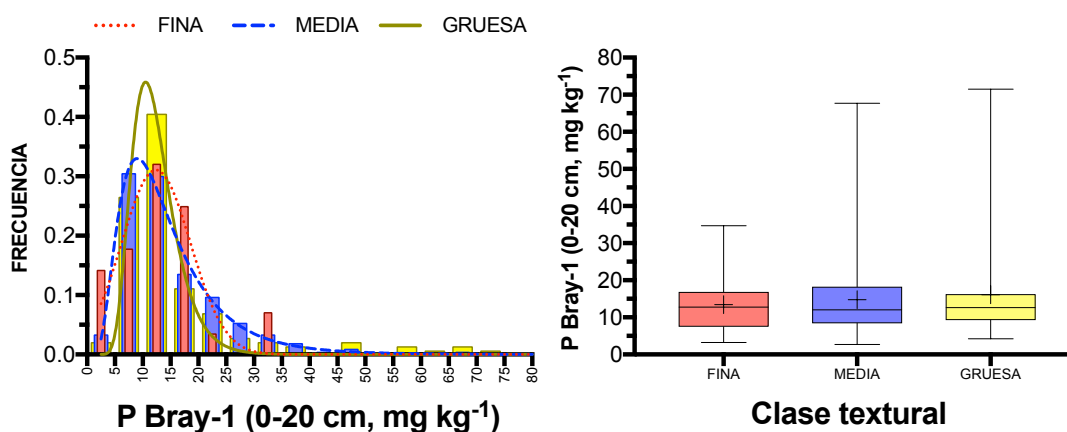 FINA MEDIA GRUESA
0.5
0.4
0.3
0.2
0.1
0.0
FRECUENCIA
0 5 10 15 20 25 30 35 40 45 50 55 60 65 70 75 80
P Bray-1 (0-20 cm, mg kg-1)
80
70
60
50
40
30
20
10
0
P Bray-1 (0-20 cm, mg kg-1)
FINA MEDIA GRUESA
Clase textural